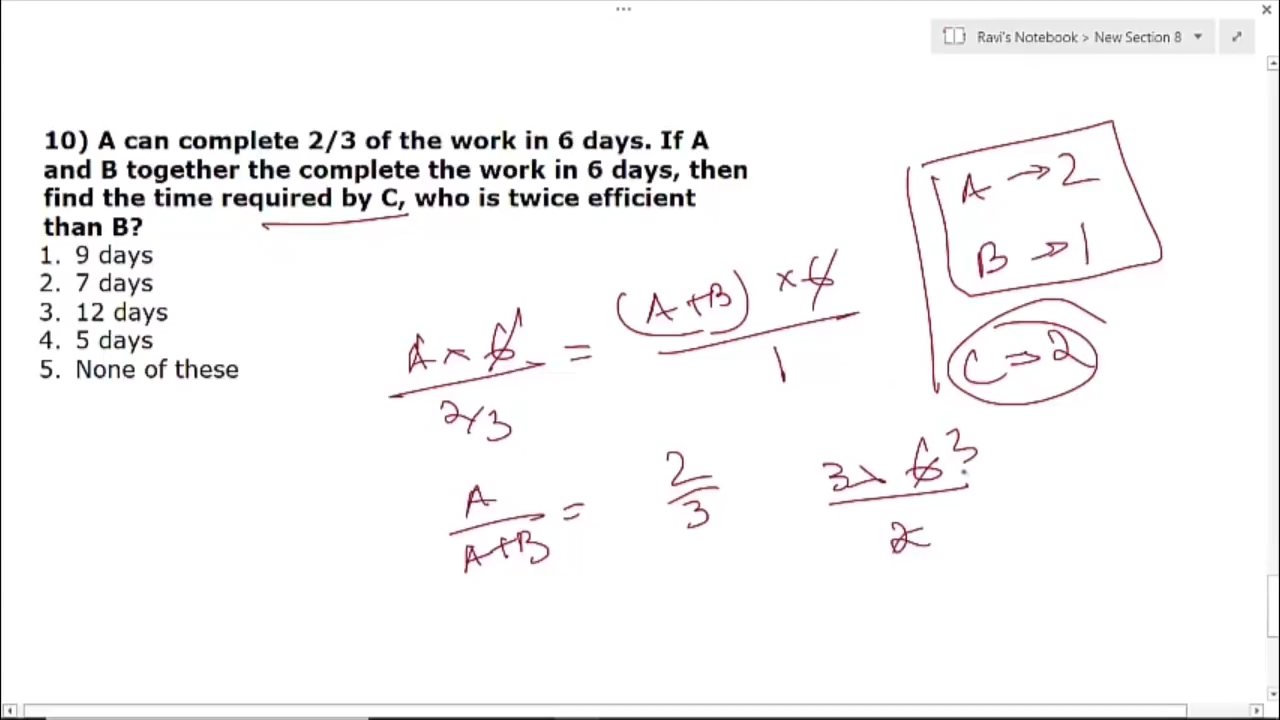 Ravi's Notebook > New Section 8
10) A can complete 2/3 of the work in 6 days. If A
and B together the complete the work in 6 days, then
find the time required by C, who is twice efficient
than B?
1. 9 days
2. 7 days
3. 12 days
4. 5 days
5. None of these
A → 2
B → 1
C → 2
A × 6 = (A+B) × 6
2/3
1
A = 2
A+B
3
3 × 6 3
2